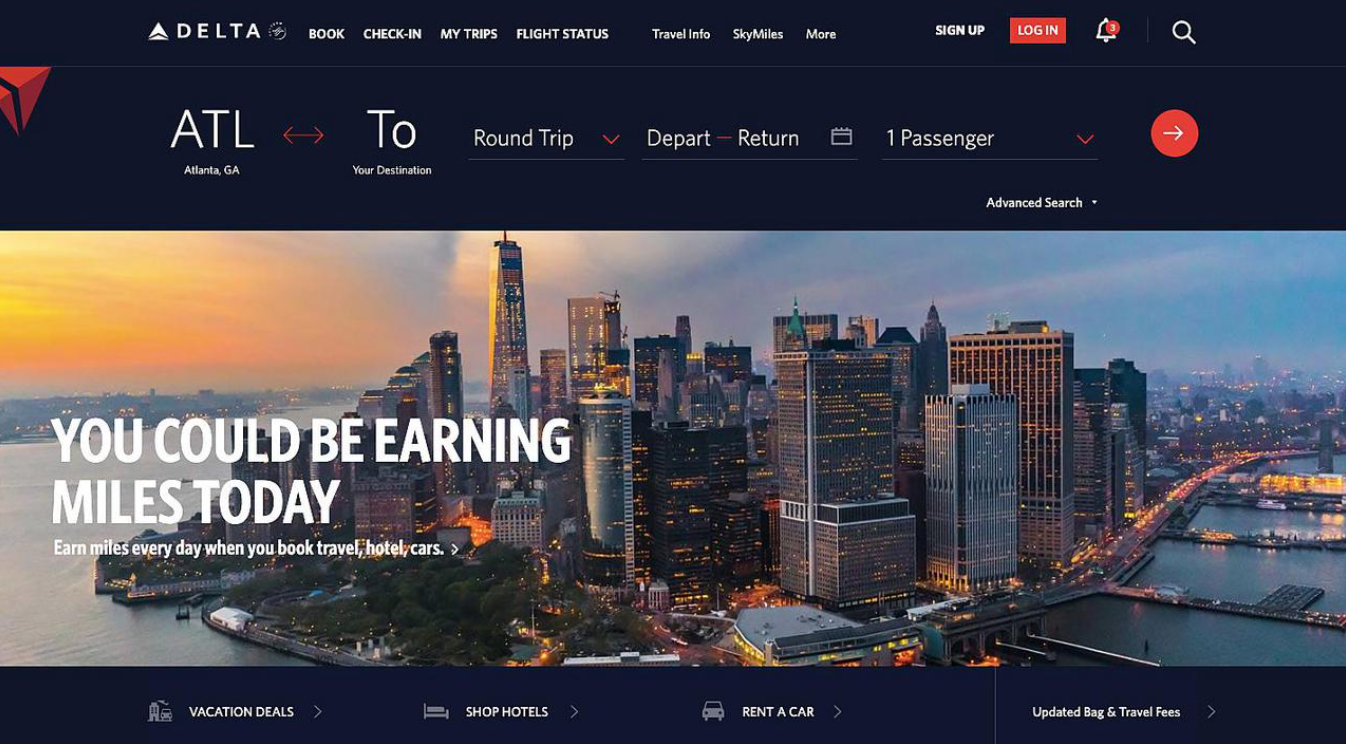 DELTA BOOK CHECK-IN MY TRIPS FLIGHT STATUS Travel Info SkyMiles More SIGN UP LOG IN 3
ATL To Round Trip Depart — Return 1 Passenger
Atlanta, GA Your Destination
Advanced Search
YOU COULD BE EARNING
MILES TODAY
Earn miles every day when you book travel, hotel, cars. >
VACATION DEALS SHOP HOTELS RENT A CAR Updated Bag & Travel Fees